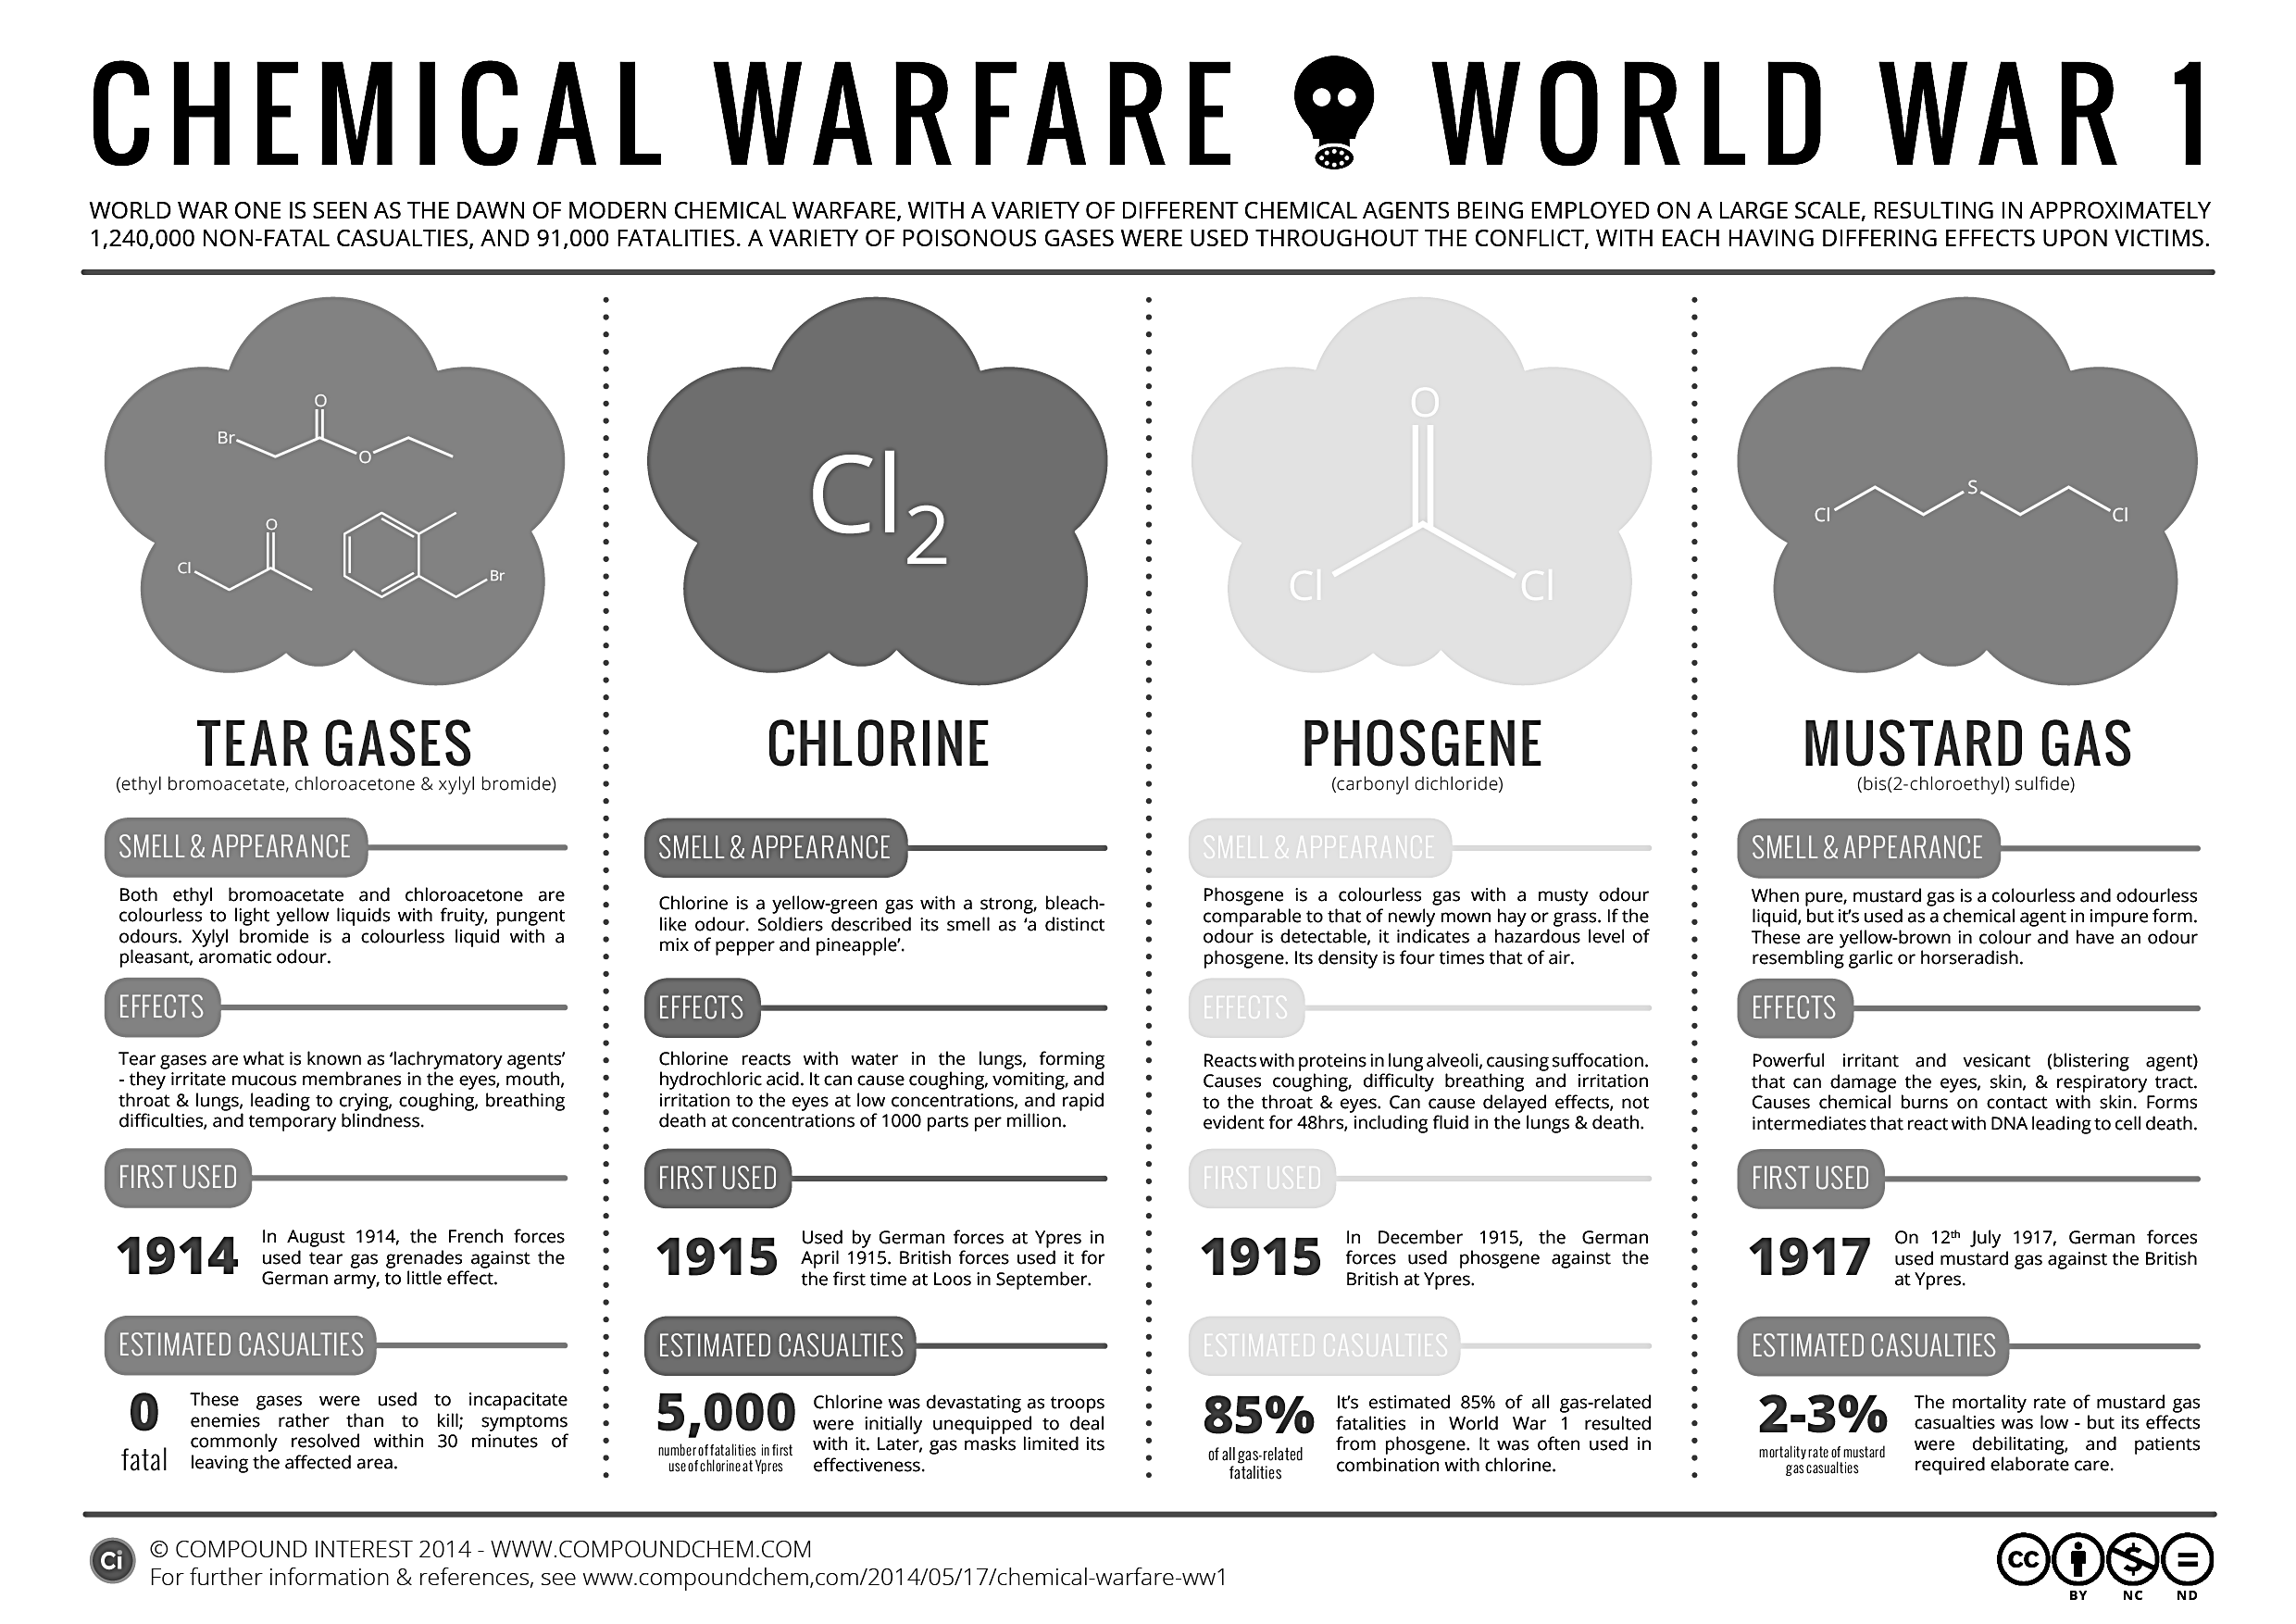 CHEMICAL WARFARE WORLD WAR 1
WORLD WAR ONE IS SEEN AS THE DAWN OF MODERN CHEMICAL WARFARE, WITH A VARIETY OF DIFFERENT CHEMICAL AGENTS BEING EMPLOYED ON A LARGE SCALE, RESULTING IN APPROXIMATELY
1,240,000 NON-FATAL CASUALTIES, AND 91,000 FATALITIES. A VARIETY OF POISONOUS GASES WERE USED THROUGHOUT THE CONFLICT, WITH EACH HAVING DIFFERING EFFECTS UPON VICTIMS.
O
Br
O
O
Cl
Br
TEAR GASES
(ethyl bromoacetate, chloroacetone & xylyl bromide)
SMELL & APPEARANCE
Both ethyl bromoacetate and chloroacetone are
colourless to light yellow liquids with fruity, pungent
odours. Xylyl bromide is a colourless liquid with a
pleasant, aromatic odour.
EFFECTS
Tear gases are what is known as ‘lachrymatory agents’
- they irritate mucous membranes in the eyes, mouth,
throat & lungs, leading to crying, coughing, breathing
difficulties, and temporary blindness.
FIRST USED
1914
In August 1914, the French forces
used tear gas grenades against the
German army, to little effect.
ESTIMATED CASUALTIES
0
fatal
These gases were used to incapacitate
enemies rather than to kill; symptoms
commonly resolved within 30 minutes of
leaving the affected area.
Cl2
CHLORINE
SMELL & APPEARANCE
Chlorine is a yellow-green gas with a strong, bleach-
like odour. Soldiers described its smell as ‘a distinct
mix of pepper and pineapple’.
EFFECTS
Chlorine reacts with water in the lungs, forming
hydrochloric acid. It can cause coughing, vomiting, and
irritation to the eyes at low concentrations, and rapid
death at concentrations of 1000 parts per million.
FIRST USED
1915
Used by German forces at Ypres in
April 1915. British forces used it for
the first time at Loos in September.
ESTIMATED CASUALTIES
5,000
number of fatalities in first
use of chlorine at Ypres
Chlorine was devastating as troops
were initially unequipped to deal
with it. Later, gas masks limited its
effectiveness.
O
Cl
Cl
PHOSGENE
(carbonyl dichloride)
SMELL & APPEARANCE
Phosgene is a colourless gas with a musty odour
comparable to that of newly mown hay or grass. If the
odour is detectable, it indicates a hazardous level of
phosgene. Its density is four times that of air.
EFFECTS
Reacts with proteins in lung alveoli, causing suffocation.
Causes coughing, difficulty breathing and irritation
to the throat & eyes. Can cause delayed effects, not
evident for 48hrs, including fluid in the lungs & death.
FIRST USED
1915
In December 1915, the German
forces used phosgene against the
British at Ypres.
ESTIMATED CASUALTIES
85%
of all gas-related
fatalities
It’s estimated 85% of all gas-related
fatalities in World War 1 resulted
from phosgene. It was often used in
combination with chlorine.
Cl
S
Cl
MUSTARD GAS
(bis(2-chloroethyl) sulfide)
SMELL & APPEARANCE
When pure, mustard gas is a colourless and odourless
liquid, but it’s used as a chemical agent in impure form.
These are yellow-brown in colour and have an odour
resembling garlic or horseradish.
EFFECTS
Powerful irritant and vesicant (blistering agent)
that can damage the eyes, skin, & respiratory tract.
Causes chemical burns on contact with skin. Forms
intermediates that react with DNA leading to cell death.
FIRST USED
1917
On 12th July 1917, German forces
used mustard gas against the British
at Ypres.
ESTIMATED CASUALTIES
2-3%
mortality rate of mustard
gas casualties
The mortality rate of mustard gas
casualties was low - but its effects
were debilitating, and patients
required elaborate care.
Ci
© COMPOUND INTEREST 2014 - WWW.COMPOUNDCHEM.COM
For further information & references, see www.compoundchem,com/2014/05/17/chemical-warfare-ww1
CC
BY NC ND